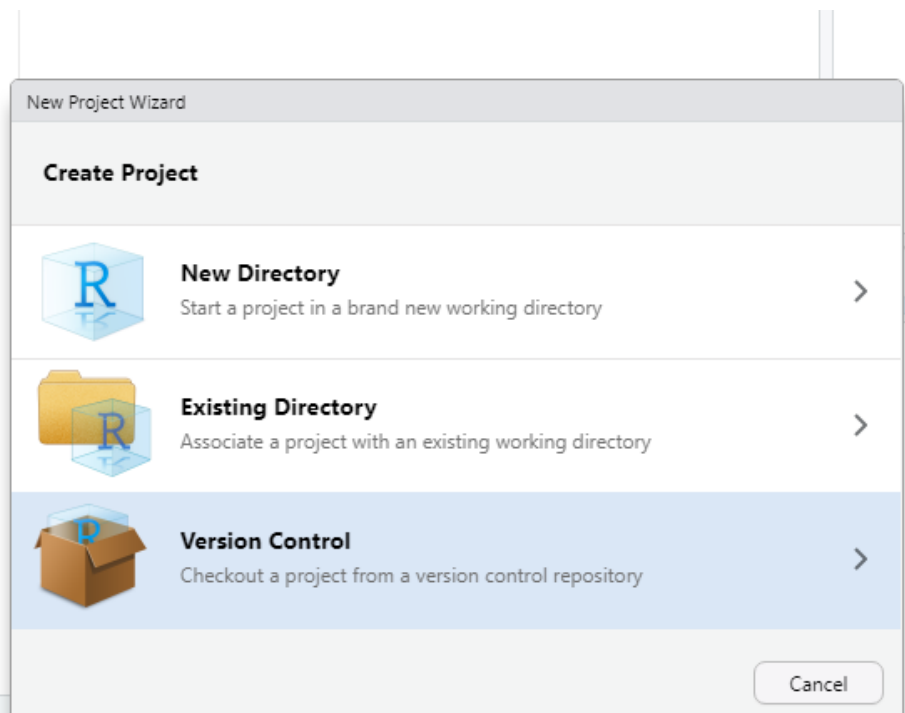 New Project Wizard
Create Project
R
New Directory
Start a project in a brand new working directory
R
Existing Directory
Associate a project with an existing working directory
R
Version Control
Checkout a project from a version control repository
Cancel